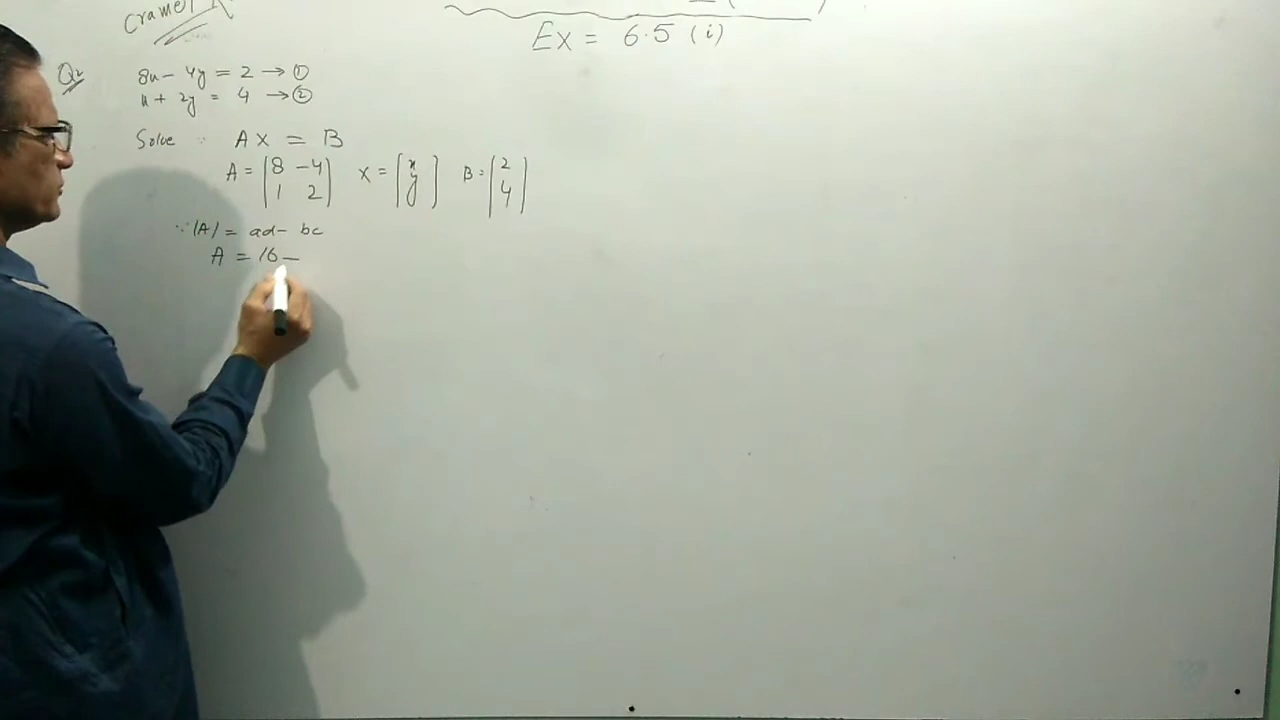 Ex = 6.5 (i)
Q2
8x - 4y = 2 → ①
x + 2y = 4 → ②
Solve ∵ AX = B
A = [8 -4] X = [x] B = [2]
[1 2] [y] [4]
∵ |A| = ad - bc
A = 16 -